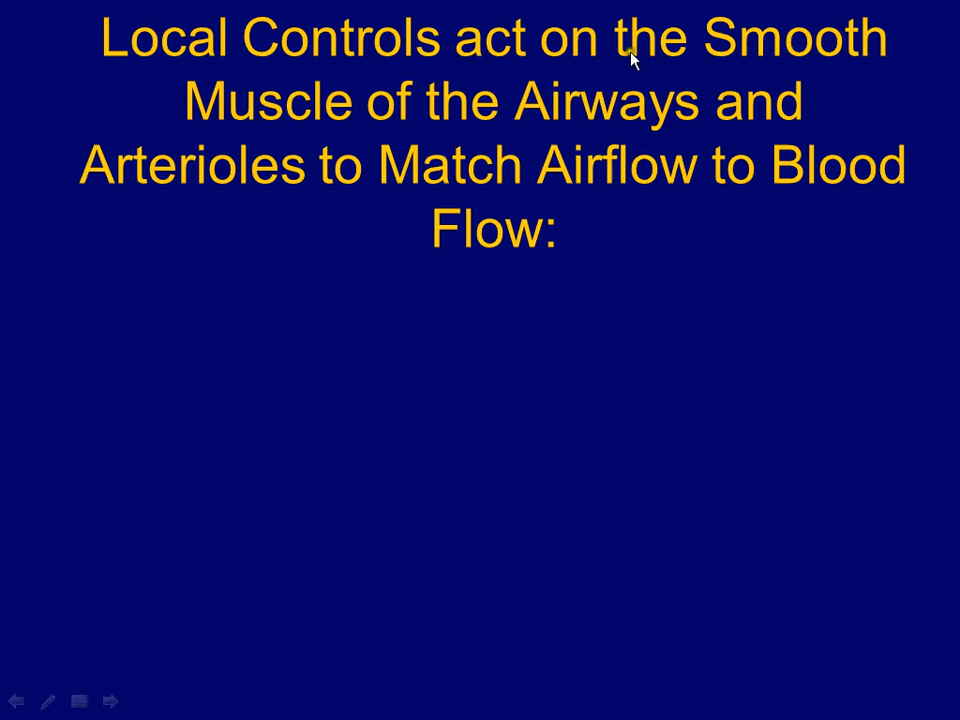 Local Controls act on the Smooth
Muscle of the Airways and
Arterioles to Match Airflow to Blood
Flow: